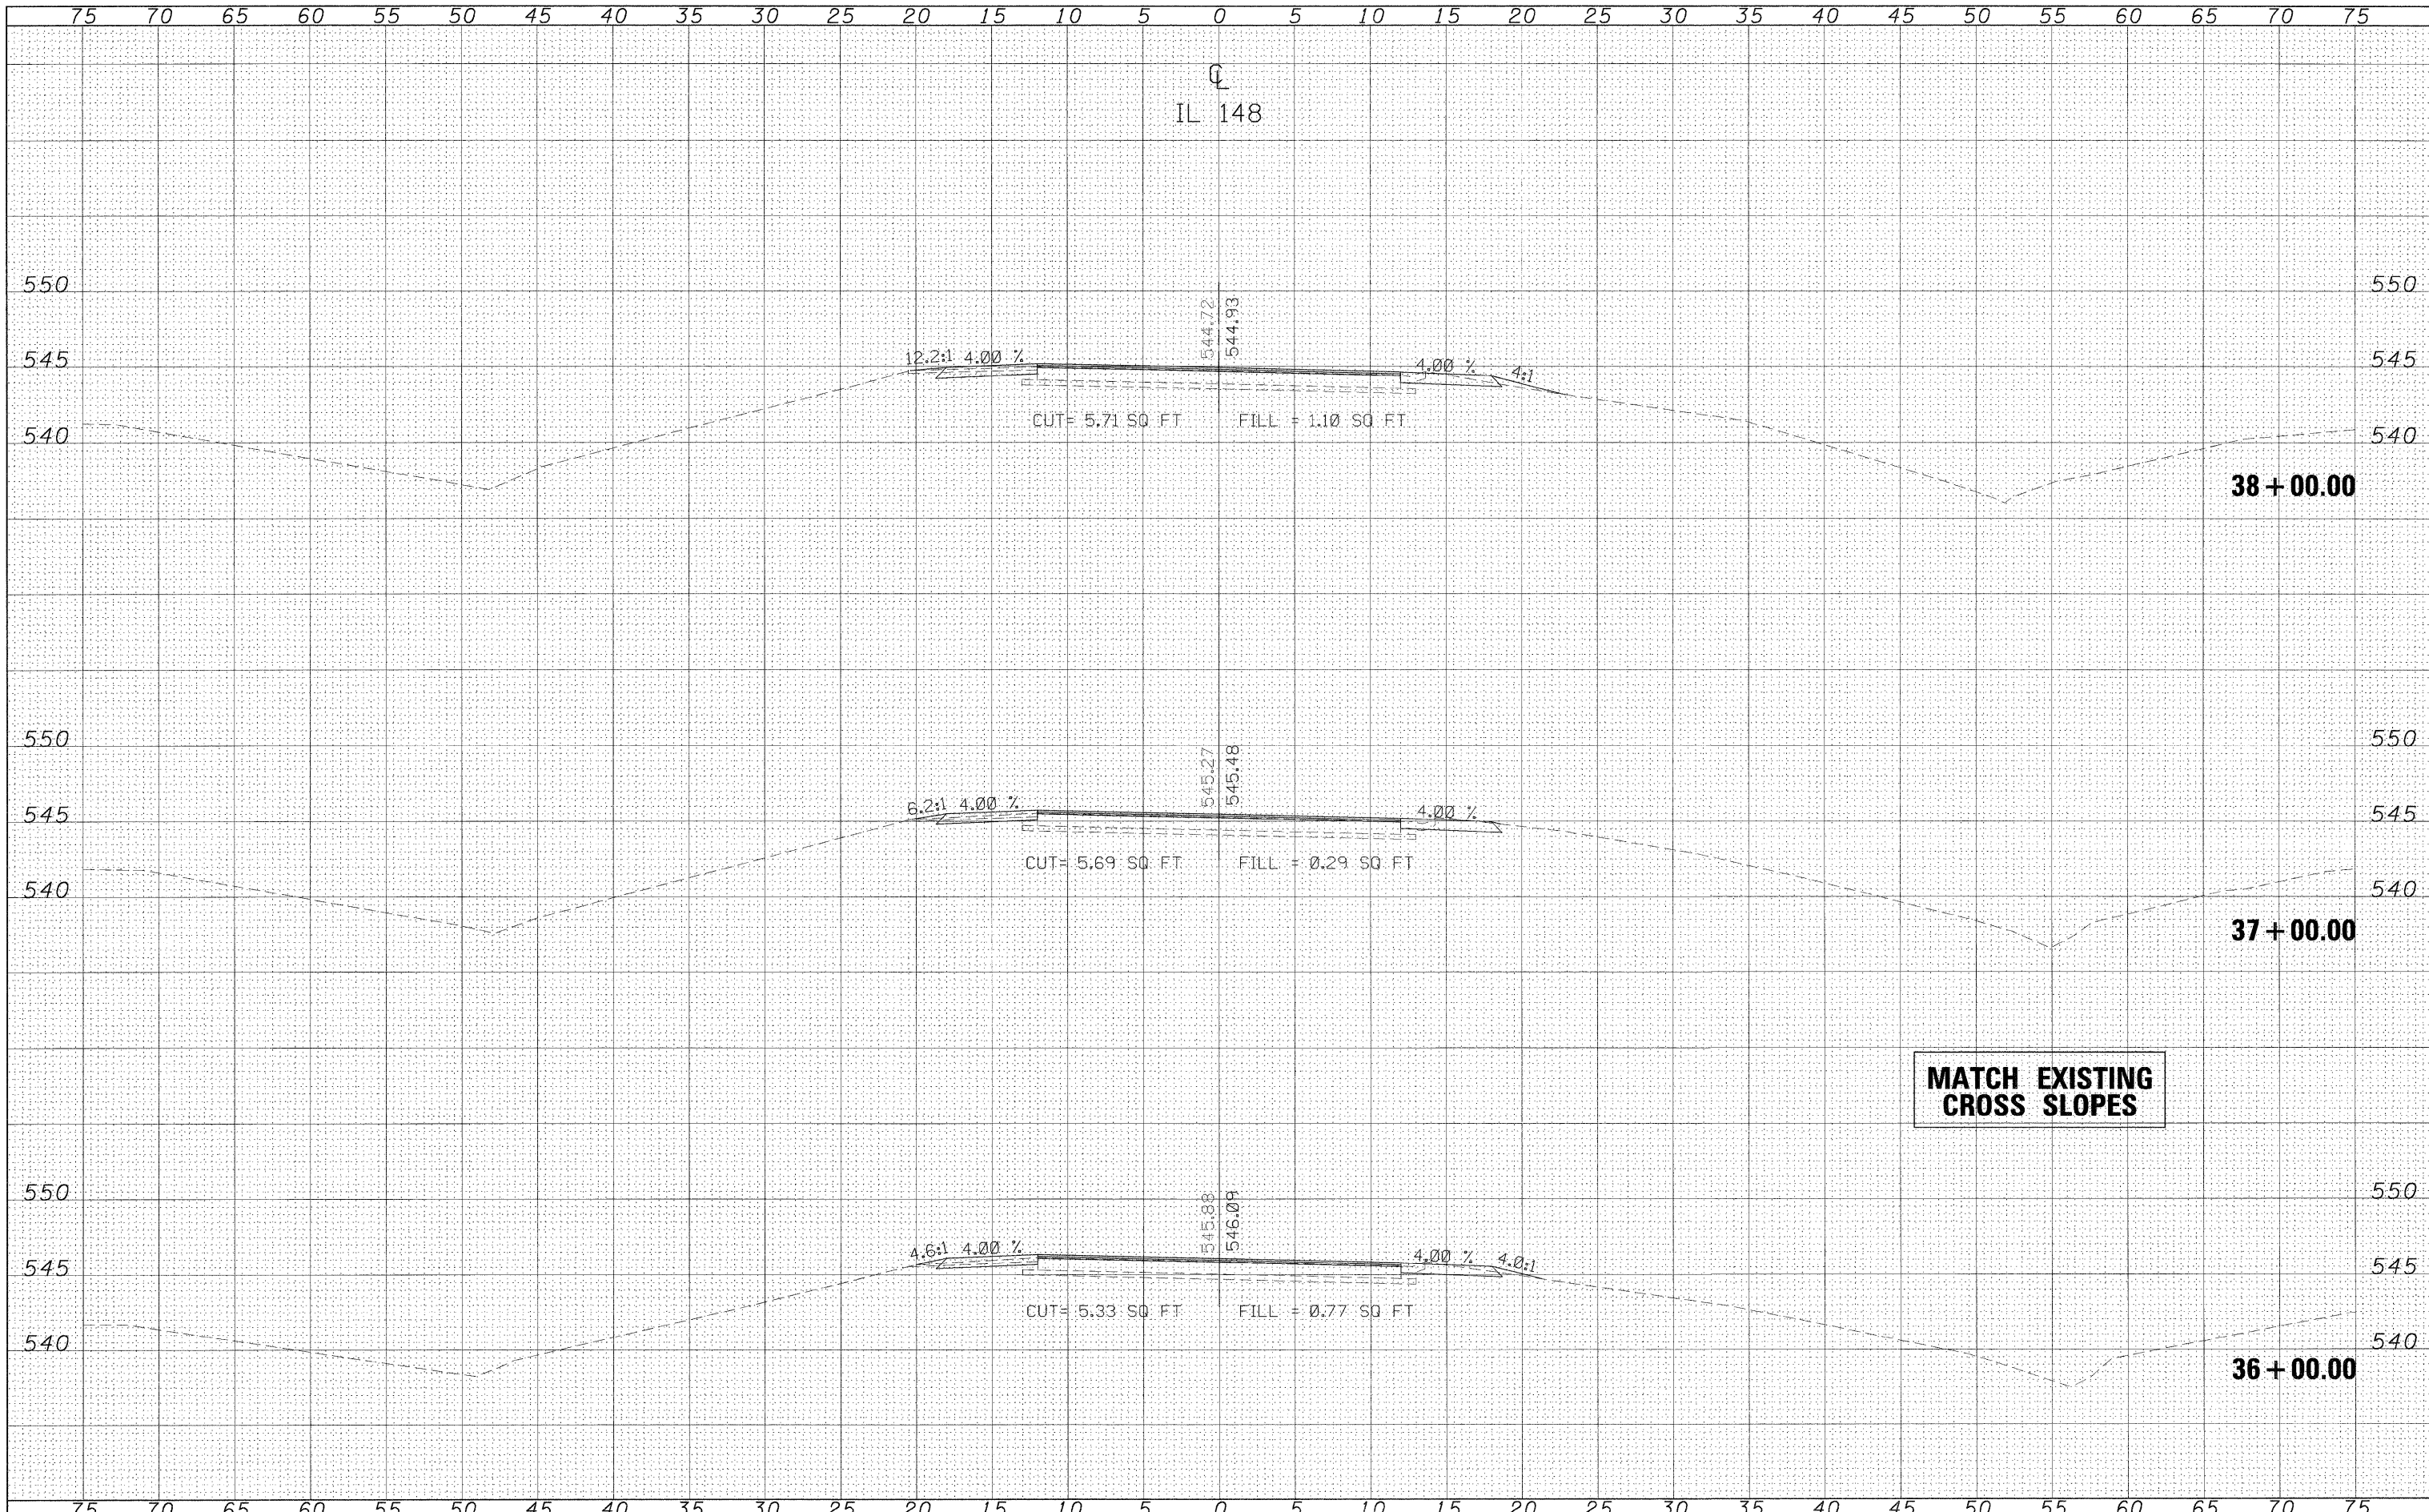 75 70 65 60 55 50 45 40 35 30 25 20 15 10 5 0 5 10 15 20 25 30 35 40 45 50 55 60 65 70 75
℄
IL 148
550 550
544.72
544.93
545 12.2:1 4.00 % 4.00 % 4:1 545
CUT= 5.71 SQ FT FILL = 1.10 SQ FT
540 540
38+00.00
550 550
545.27
545.48
545 6.2:1 4.00 % 4.00 % 545
CUT= 5.69 SQ FT FILL = 0.29 SQ FT
540 540
37+00.00
MATCH EXISTING
CROSS SLOPES
550 550
545.88
546.09
545 4.6:1 4.00 % 4.00 % 4.0:1 545
CUT= 5.33 SQ FT FILL = 0.77 SQ FT
540 540
36+00.00
75 70 65 60 55 50 45 40 35 30 25 20 15 10 5 0 5 10 15 20 25 30 35 40 45 50 55 60 65 70 75